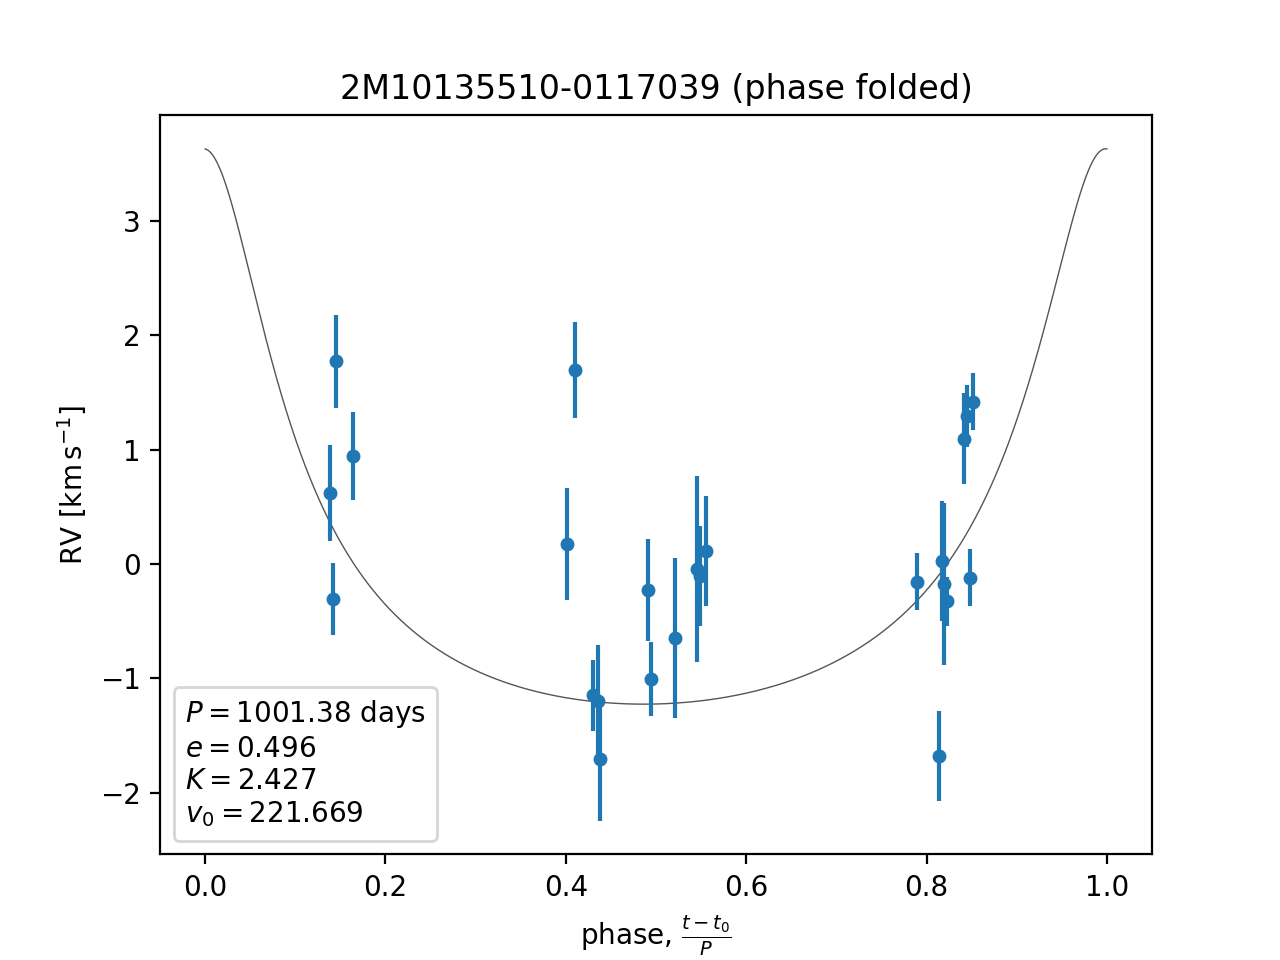 2M10135510-0117039 (phase folded)
RV [km s⁻¹]
3
2
1
0
−1
−2
P = 1001.38 days
e = 0.496
K = 2.427
v₀ = 221.669
0.0 0.2 0.4 0.6 0.8 1.0
phase, (t − t₀)/P